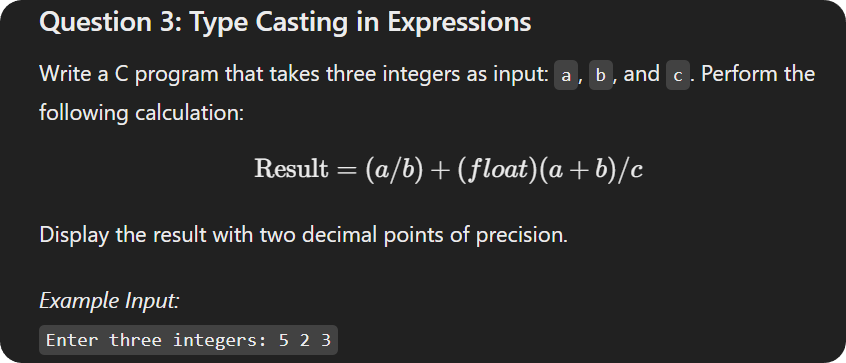 Question 3: Type Casting in Expressions
Write a C program that takes three integers as input: a, b, and c. Perform the
following calculation:
Result = (a/b) + (float)(a + b)/c
Display the result with two decimal points of precision.
Example Input:
Enter three integers: 5 2 3